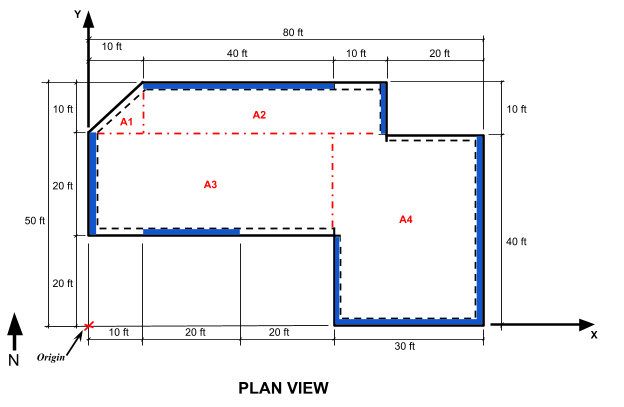 Y
80 ft
10 ft
40 ft
10 ft
20 ft
10 ft
A1
A2
10 ft
20 ft
A3
50 ft
A4
40 ft
20 ft
N
Origin
10 ft
20 ft
20 ft
30 ft
X
PLAN VIEW